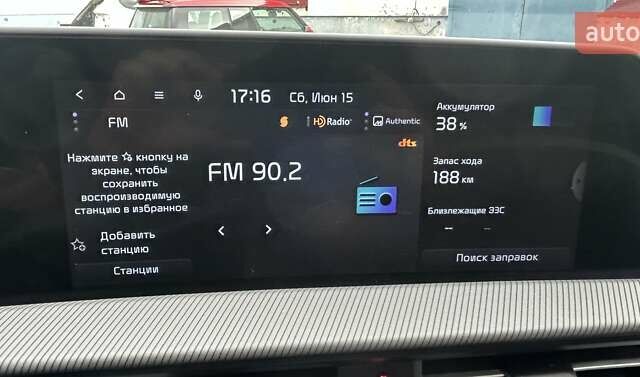 auto
17:16 Сб, Июн 15
FM
HD Radio
Authentic
dts
Нажмите кнопку на
экране, чтобы
сохранить
воспроизводимую
станцию в избранное
Добавить
станцию
Станции
FM 90.2
Аккумулятор
38 %
Запас хода
188 км
Близлежащие ЭЗС
-- --
Поиск заправок